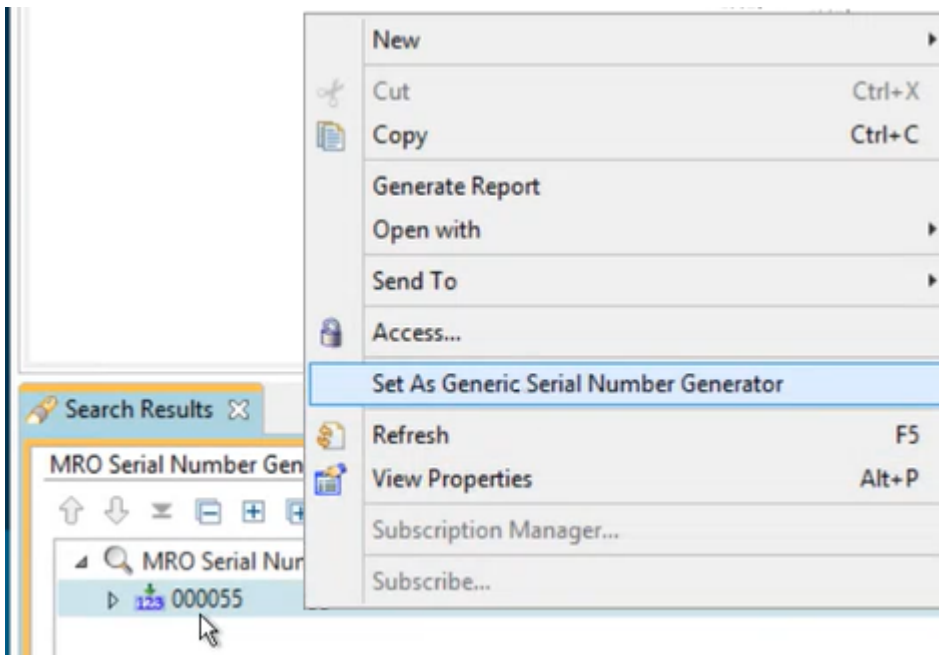 New
Cut Ctrl+X
Copy Ctrl+C
Generate Report
Open with
Send To
Access...
Set As Generic Serial Number Generator
Search Results
Refresh F5
MRO Serial Number Gen
View Properties Alt+P
Subscription Manager...
MRO Serial Nur
Subscribe...
123 000055